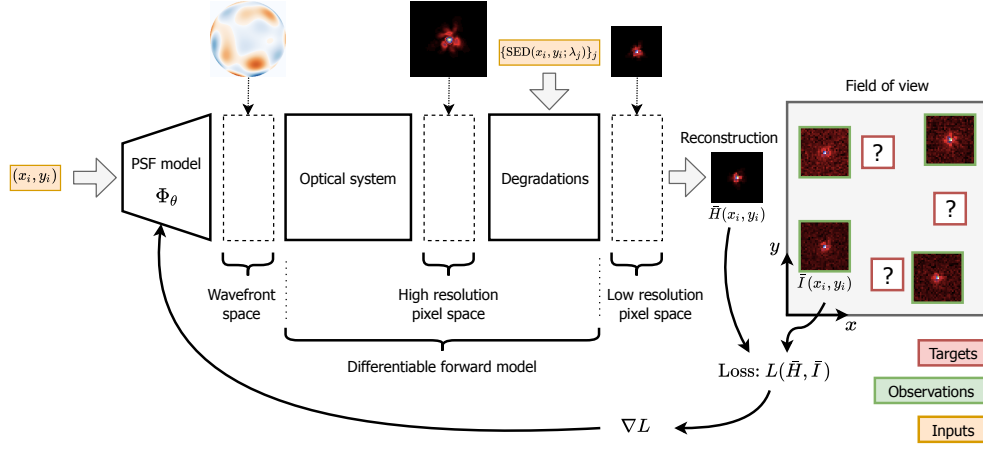 {SED(x_i, y_i; λ_j)}_j
Field of view
(x_i, y_i)
PSF model
Φ_θ
Optical system
Degradations
Reconstruction
H̄(x_i, y_i)
?
?
?
Ī(x_i, y_i)
y
x
Wavefront
space
High resolution
pixel space
Low resolution
pixel space
Differentiable forward model
Loss: L(H̄, Ī)
∇L
Targets
Observations
Inputs